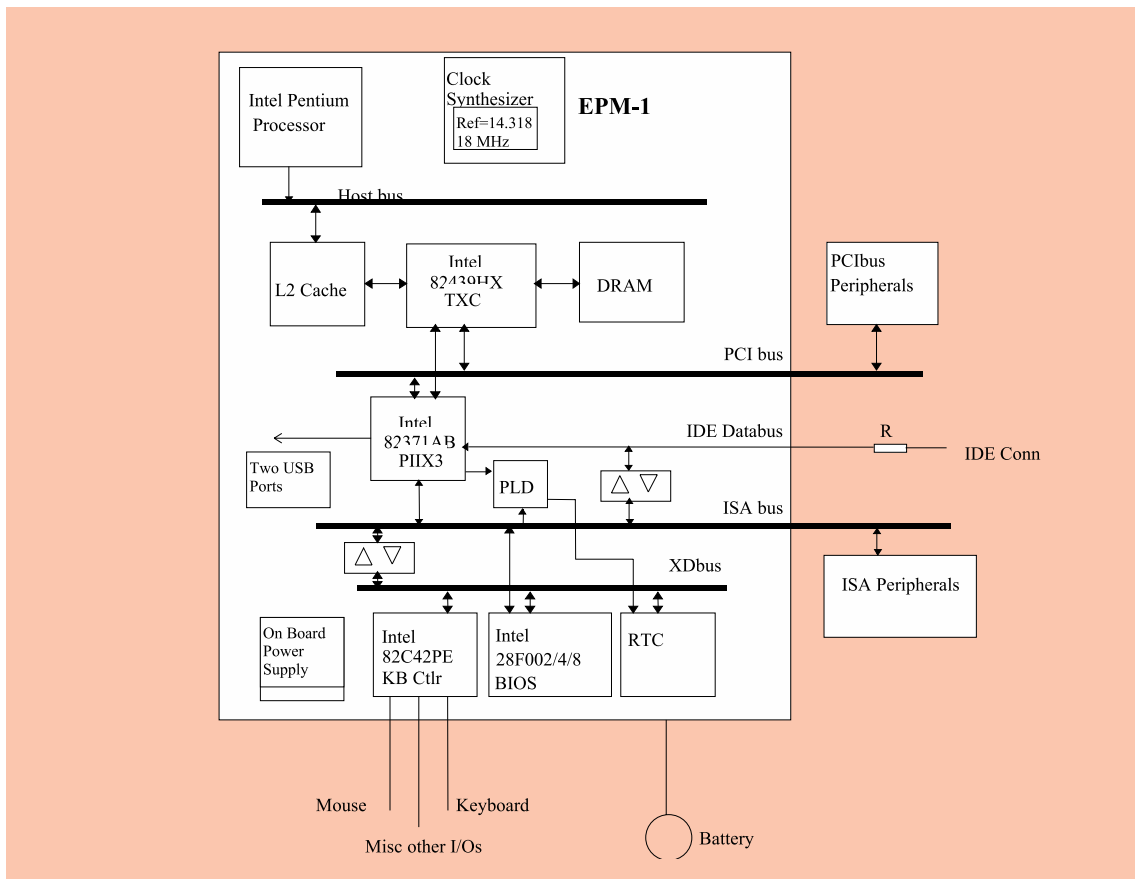 Intel Pentium
Processor
Clock
Synthesizer
Ref=14.318
18 MHz
EPM-1
Host bus
L2 Cache
Intel
82439HX
TXC
DRAM
PCIbus
Peripherals
PCI bus
Intel
82371AB
PIIX3
IDE Databus
R
IDE Conn
Two USB
Ports
PLD
ISA bus
XDbus
ISA Peripherals
On Board
Power
Supply
Intel
82C42PE
KB Ctlr
Intel
28F002/4/8
BIOS
RTC
Mouse
Keyboard
Misc other I/Os
Battery